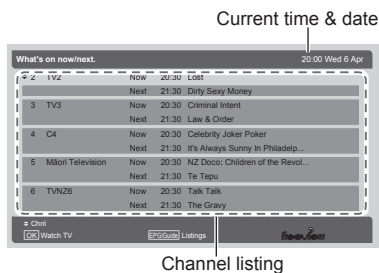 Current time & date
What's on now/next. 20:00 Wed 6 Apr
2 TV2 Now 20:30 Lost
Next 21:30 Dirty Sexy Money
3 TV3 Now 20:30 Criminal Intent
Next 21:30 Law & Order
4 C4 Now 20:30 Celebrity Joker Poker
Next 21:30 It's Always Sunny In Philadelp...
5 Māori Television Now 20:30 NZ Doco: Children of the Revol...
Next 21:30 Te Tepu
6 TVNZ6 Now 20:30 Talk Talk
Next 21:30 The Gravy
Chnl
OK Watch TV EPG/Guide Listings freeview
Channel listing